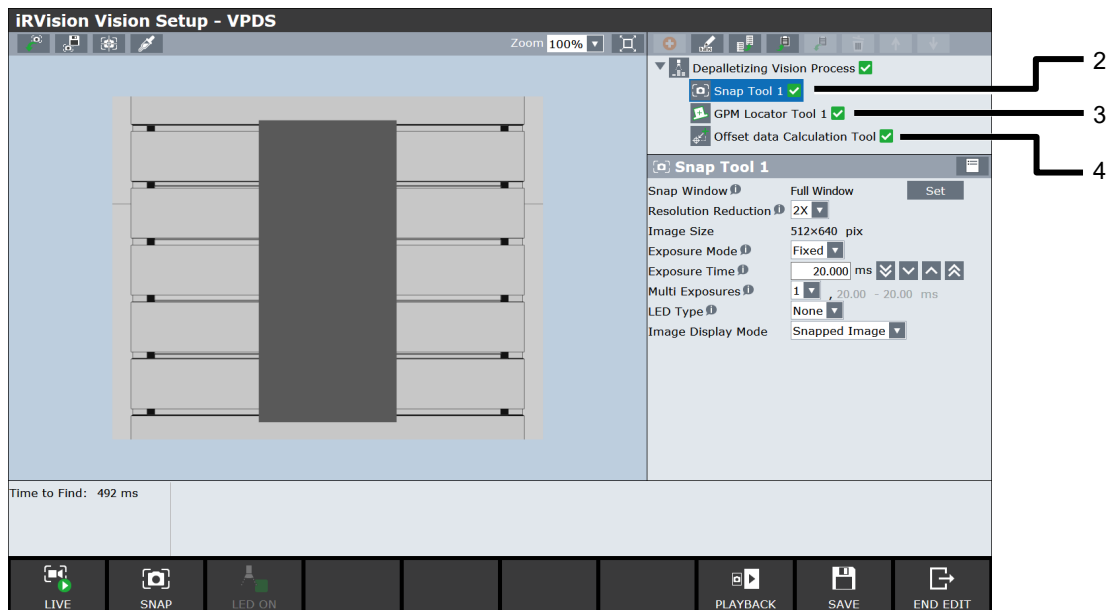 iRVision Vision Setup - VPDS
Zoom 100%
Depalletizing Vision Process
Snap Tool 1
GPM Locator Tool 1
Offset data Calculation Tool
2
3
4
Snap Tool 1
Snap Window Full Window Set
Resolution Reduction 2X
Image Size 512×640 pix
Exposure Mode Fixed
Exposure Time 20.000 ms
Multi Exposures 1 , 20.00 - 20.00 ms
LED Type None
Image Display Mode Snapped Image
Time to Find: 492 ms
LIVE SNAP LED ON PLAYBACK SAVE END EDIT